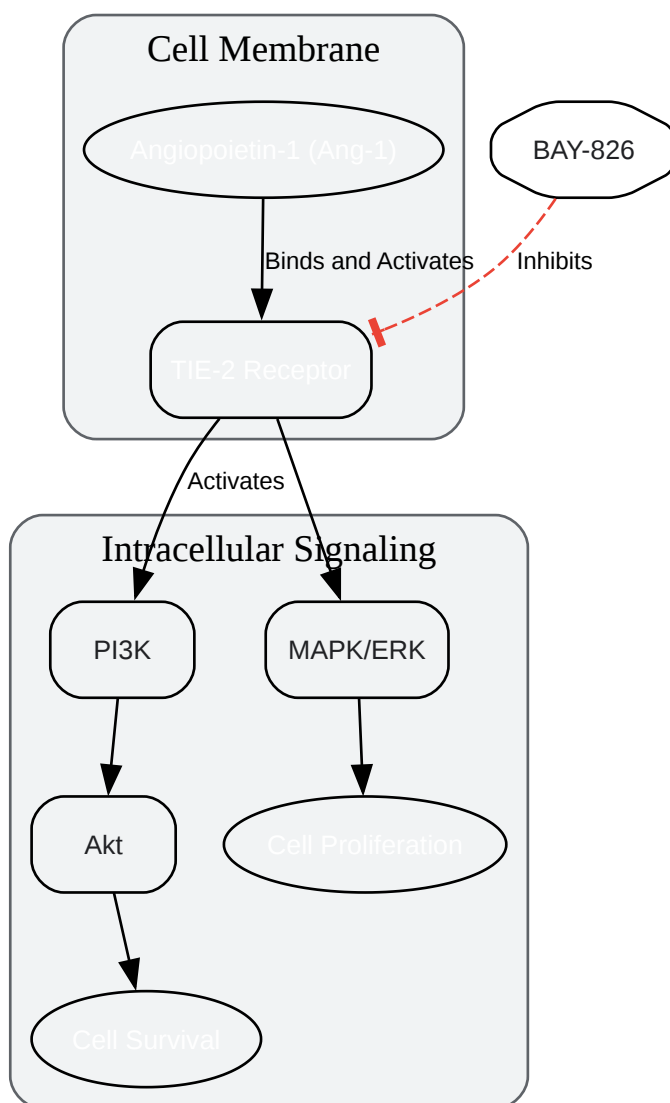 Cell Membrane
Angiopoietin-1 (Ang-1)
BAY-826
Binds and Activates
Inhibits
TIE-2 Receptor
Activates
Intracellular Signaling
PI3K
MAPK/ERK
Akt
Cell Proliferation
Cell Survival